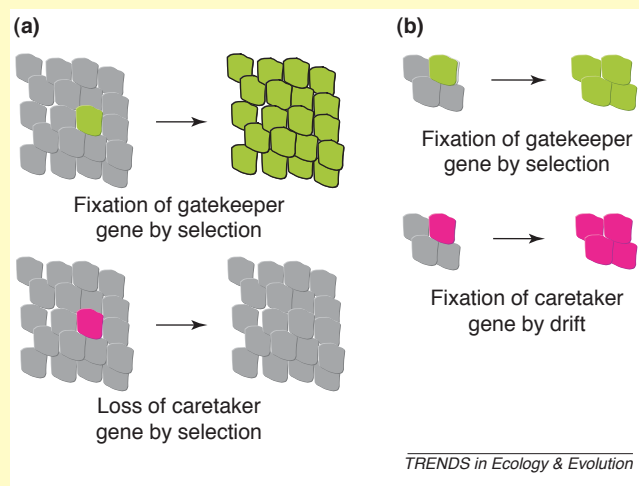 (a)
Fixation of gatekeeper
gene by selection
Loss of caretaker
gene by selection
(b)
Fixation of gatekeeper
gene by selection
Fixation of caretaker
gene by drift
TRENDS in Ecology & Evolution